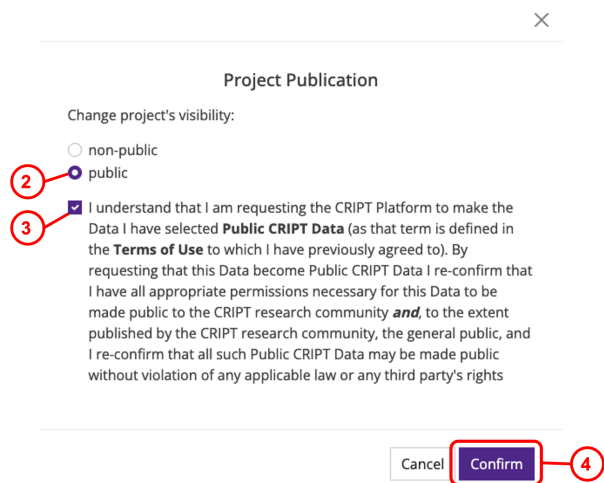 Project Publication
Change project's visibility:
non-public
2
public
3
I understand that I am requesting the CRIPT Platform to make the
Data I have selected Public CRIPT Data (as that term is defined in
the Terms of Use to which I have previously agreed to). By
requesting that this Data become Public CRIPT Data I re-confirm that
I have all appropriate permissions necessary for this Data to be
made public to the CRIPT research community and, to the extent
published by the CRIPT research community, the general public, and
I re-confirm that all such Public CRIPT Data may be made public
without violation of any applicable law or any third party's rights
Cancel Confirm 4